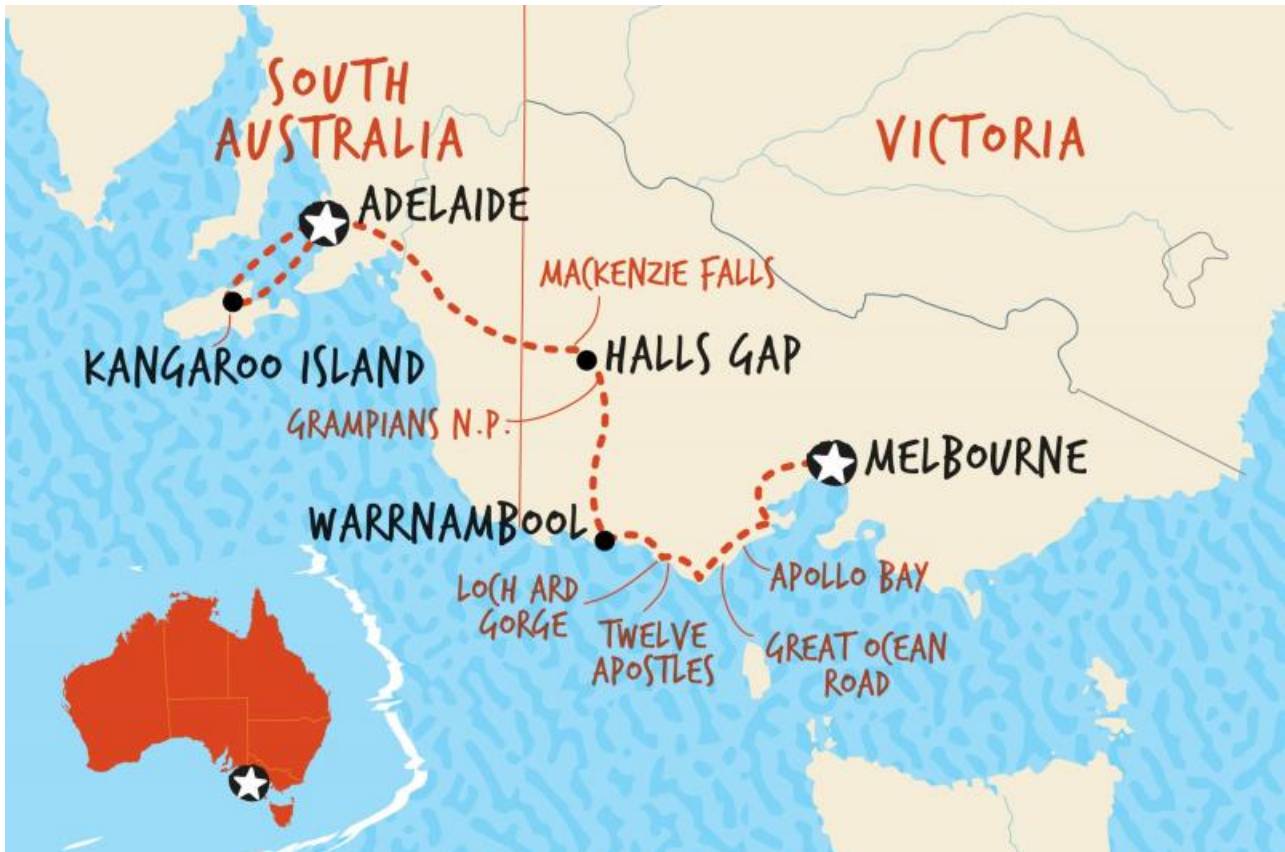 SOUTH
AUSTRALIA
VICTORIA
ADELAIDE
MACKENZIE FALLS
KANGAROO ISLAND
HALLS GAP
GRAMPIANS N.P.
MELBOURNE
WARRNAMBOOL
LOCH ARD
GORGE
TWELVE
APOSTLES
APOLLO BAY
GREAT OCEAN
ROAD